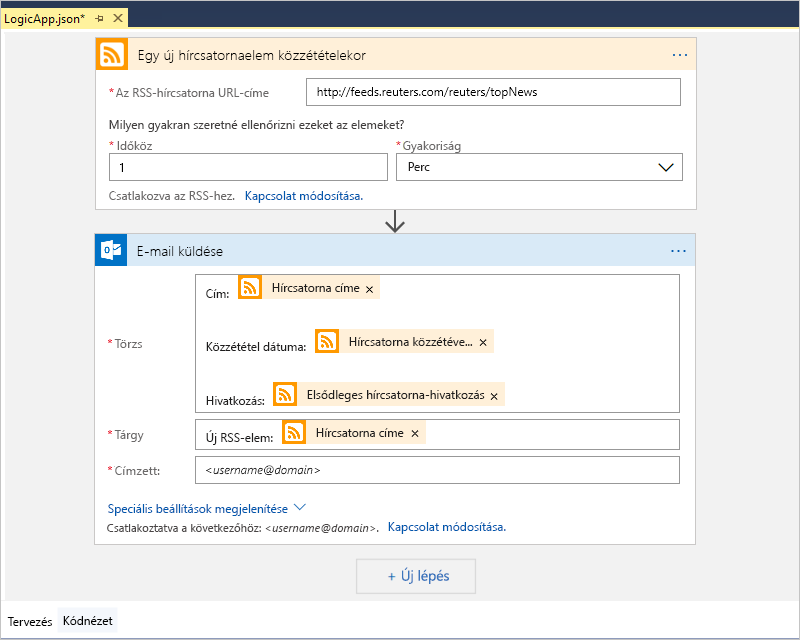 LogicApp.json*
Egy új hírcsatornaelem közzétételekor ...
*Az RSS-hírcsatorna URL-címe http://feeds.reuters.com/reuters/topNews
Milyen gyakran szeretné ellenőrizni ezeket az elemeket?
*Időköz *Gyakoriság
1 Perc
Csatlakozva az RSS-hez. Kapcsolat módosítása.
E-mail küldése ...
Cím: Hírcsatorna címe ×
*Törzs
Közzététel dátuma: Hírcsatorna közzétéve... ×
Hivatkozás: Elsődleges hírcsatorna-hivatkozás ×
*Tárgy Új RSS-elem: Hírcsatorna címe ×
*Címzett: <username@domain>
Speciális beállítások megjelenítése
Csatlakoztatva a következőhöz: <username@domain>. Kapcsolat módosítása.
+ Új lépés
Tervezés Kódnézet